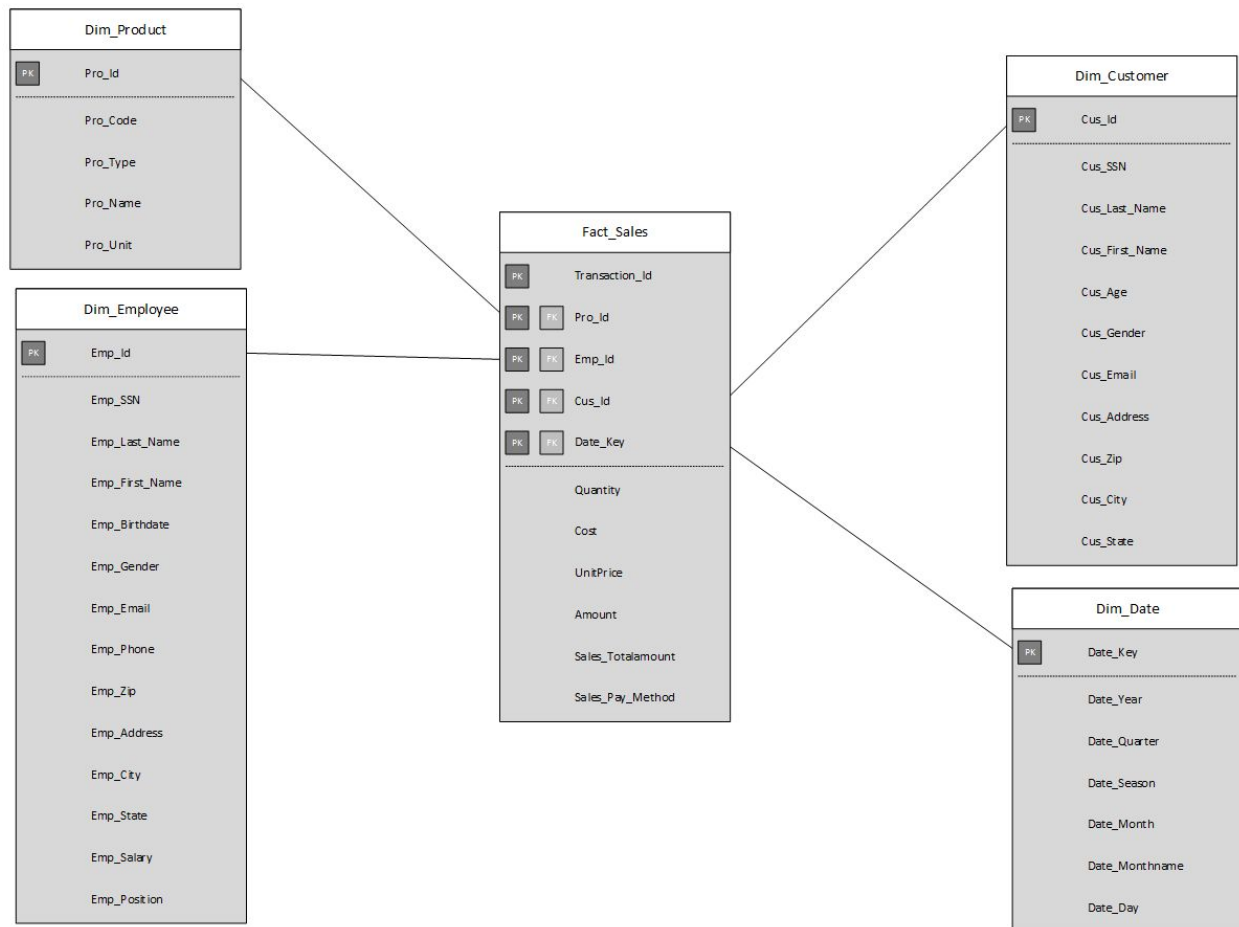 Dim_Product
PK Pro_Id
Pro_Code
Pro_Type
Pro_Name
Pro_Unit
Dim_Employee
PK Emp_Id
Emp_SSN
Emp_Last_Name
Emp_First_Name
Emp_Birthdate
Emp_Gender
Emp_Email
Emp_Phone
Emp_Zip
Emp_Address
Emp_City
Emp_State
Emp_Salary
Emp_Position
Fact_Sales
PK Transaction_Id
PK FK Pro_Id
PK FK Emp_Id
PK FK Cus_Id
PK FK Date_Key
Quantity
Cost
UnitPrice
Amount
Sales_Totalamount
Sales_Pay_Method
Dim_Customer
PK Cus_Id
Cus_SSN
Cus_Last_Name
Cus_First_Name
Cus_Age
Cus_Gender
Cus_Email
Cus_Address
Cus_Zip
Cus_City
Cus_State
Dim_Date
PK Date_Key
Date_Year
Date_Quarter
Date_Season
Date_Month
Date_Monthname
Date_Day